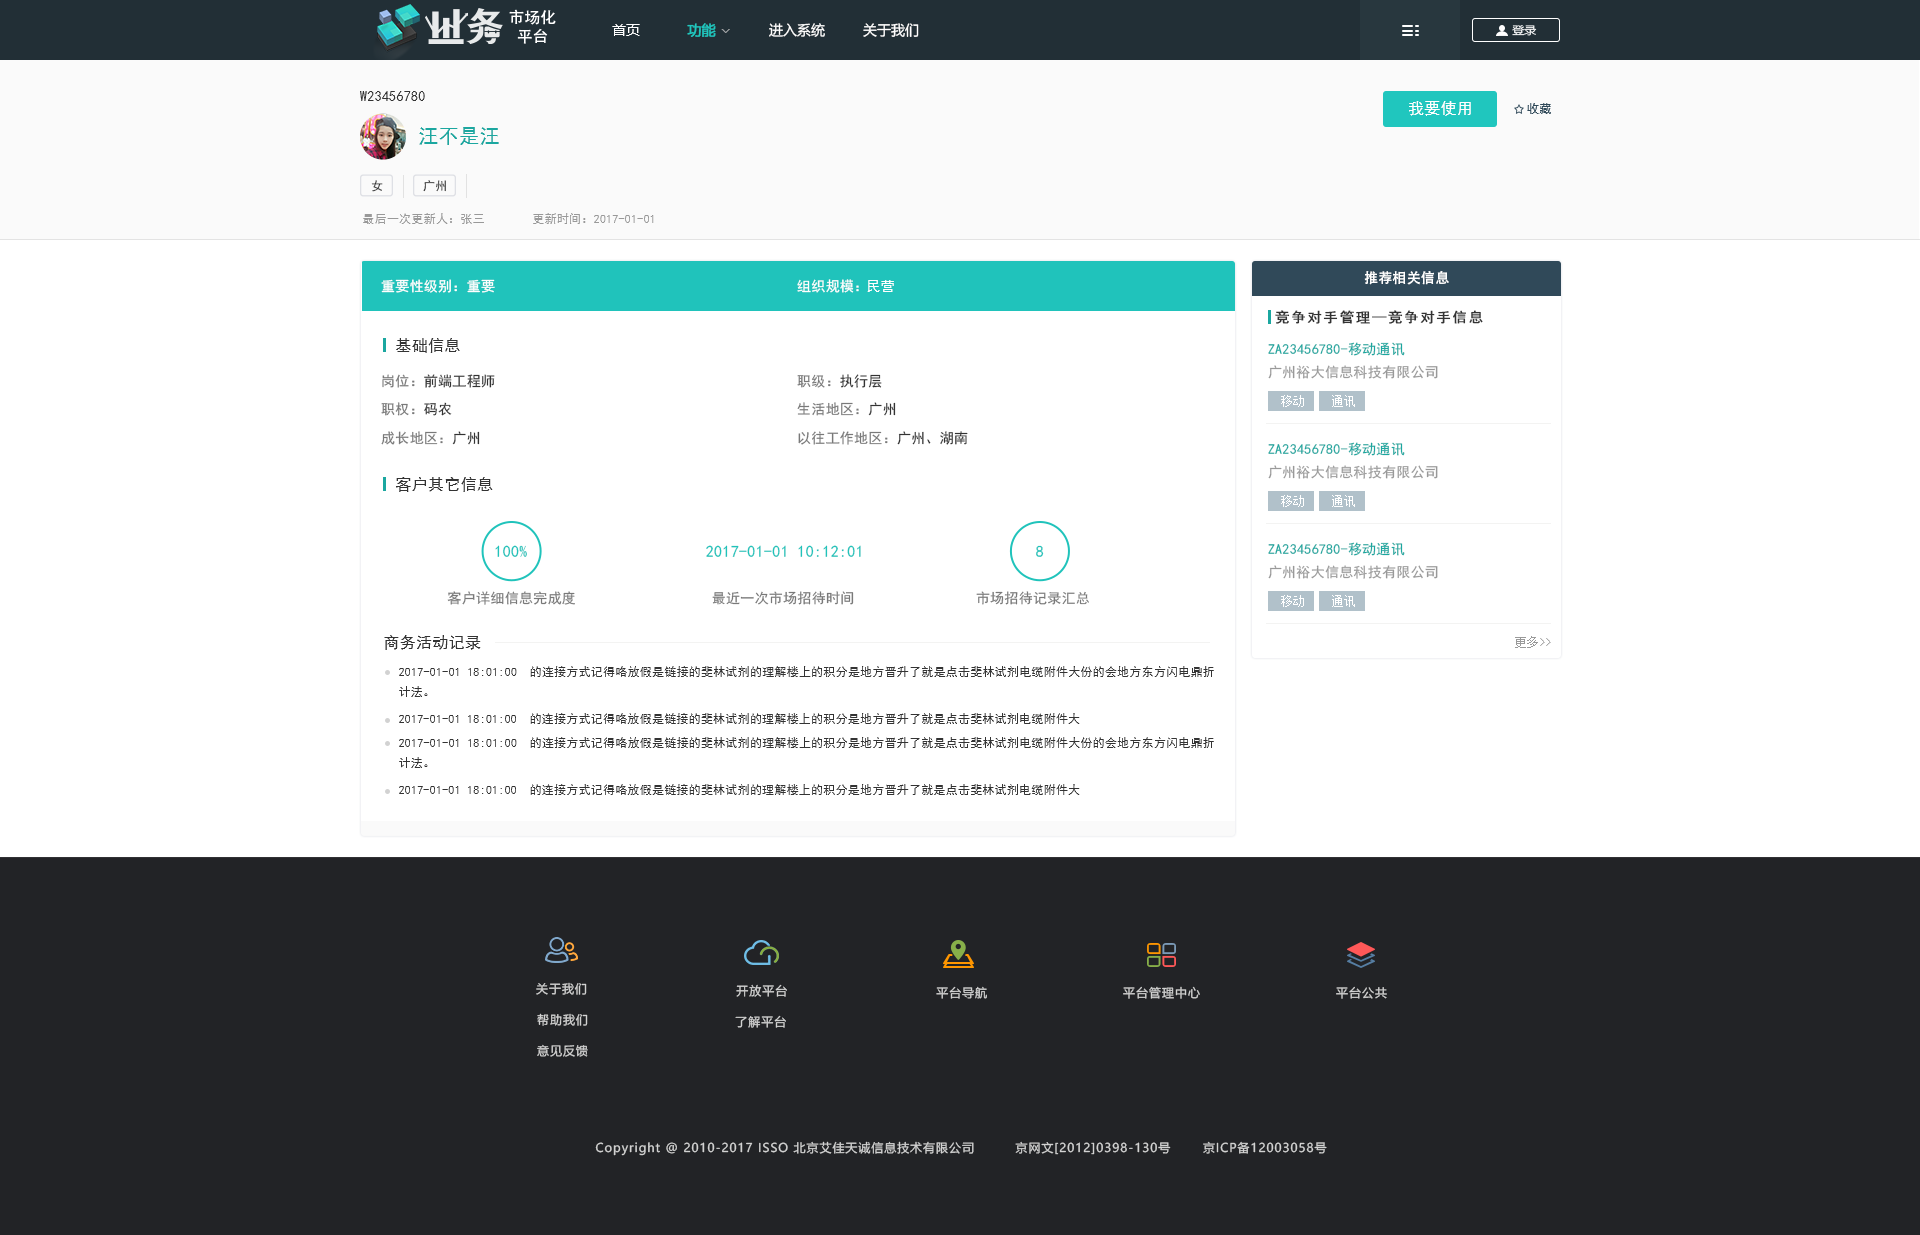 业务 市场化
平台
首页 功能 进入系统 关于我们 登录
W23456780
汪不是汪
我要使用 收藏
女 广州
最后一次更新人：张三 更新时间：2017-01-01
重要性级别：重要 组织规模：民营
基础信息
岗位：前端工程师 职级：执行层
职权：码农 生活地区：广州
成长地区：广州 以往工作地区：广州、湖南
客户其它信息
100% 2017-01-01 10:12:01 8
客户详细信息完成度 最近一次市场招待时间 市场招待记录汇总
商务活动记录
2017-01-01 18:01:00 的连接方式记得咯放假是链接的斐林试剂的理解楼上的积分是地方晋升了就是点击斐林试剂电缆附件大份的会地方东方闪电鼎折
计法。
2017-01-01 18:01:00 的连接方式记得咯放假是链接的斐林试剂的理解楼上的积分是地方晋升了就是点击斐林试剂电缆附件大
2017-01-01 18:01:00 的连接方式记得咯放假是链接的斐林试剂的理解楼上的积分是地方晋升了就是点击斐林试剂电缆附件大份的会地方东方闪电鼎折
计法。
2017-01-01 18:01:00 的连接方式记得咯放假是链接的斐林试剂的理解楼上的积分是地方晋升了就是点击斐林试剂电缆附件大
推荐相关信息
竞争对手管理—竞争对手信息
ZA23456780-移动通讯
广州裕大信息科技有限公司
移动 通讯
ZA23456780-移动通讯
广州裕大信息科技有限公司
移动 通讯
ZA23456780-移动通讯
广州裕大信息科技有限公司
移动 通讯
更多>>
关于我们
帮助我们
意见反馈
开放平台
了解平台
平台导航
平台管理中心
平台公共
Copyright @ 2010-2017 ISSO 北京艾佳天诚信息技术有限公司 京网文[2012]0398-130号 京ICP备12003058号